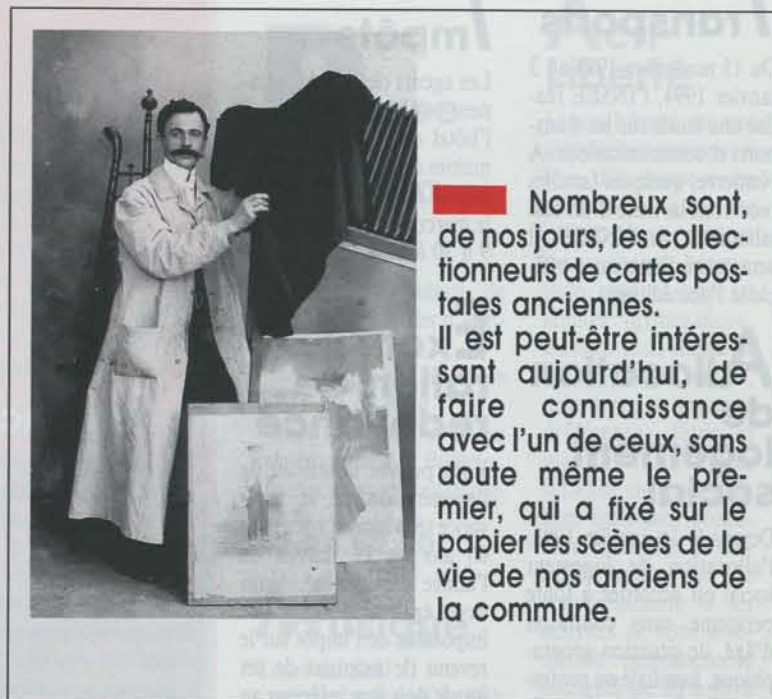 Nombreux sont,
de nos jours, les collec-
tionneurs de cartes pos-
tales anciennes.
Il est peut-être intéres-
sant aujourd'hui, de
faire connaissance
avec l'un de ceux, sans
doute même le pre-
mier, qui a fixé sur le
papier les scènes de la
vie de nos anciens de
la commune.